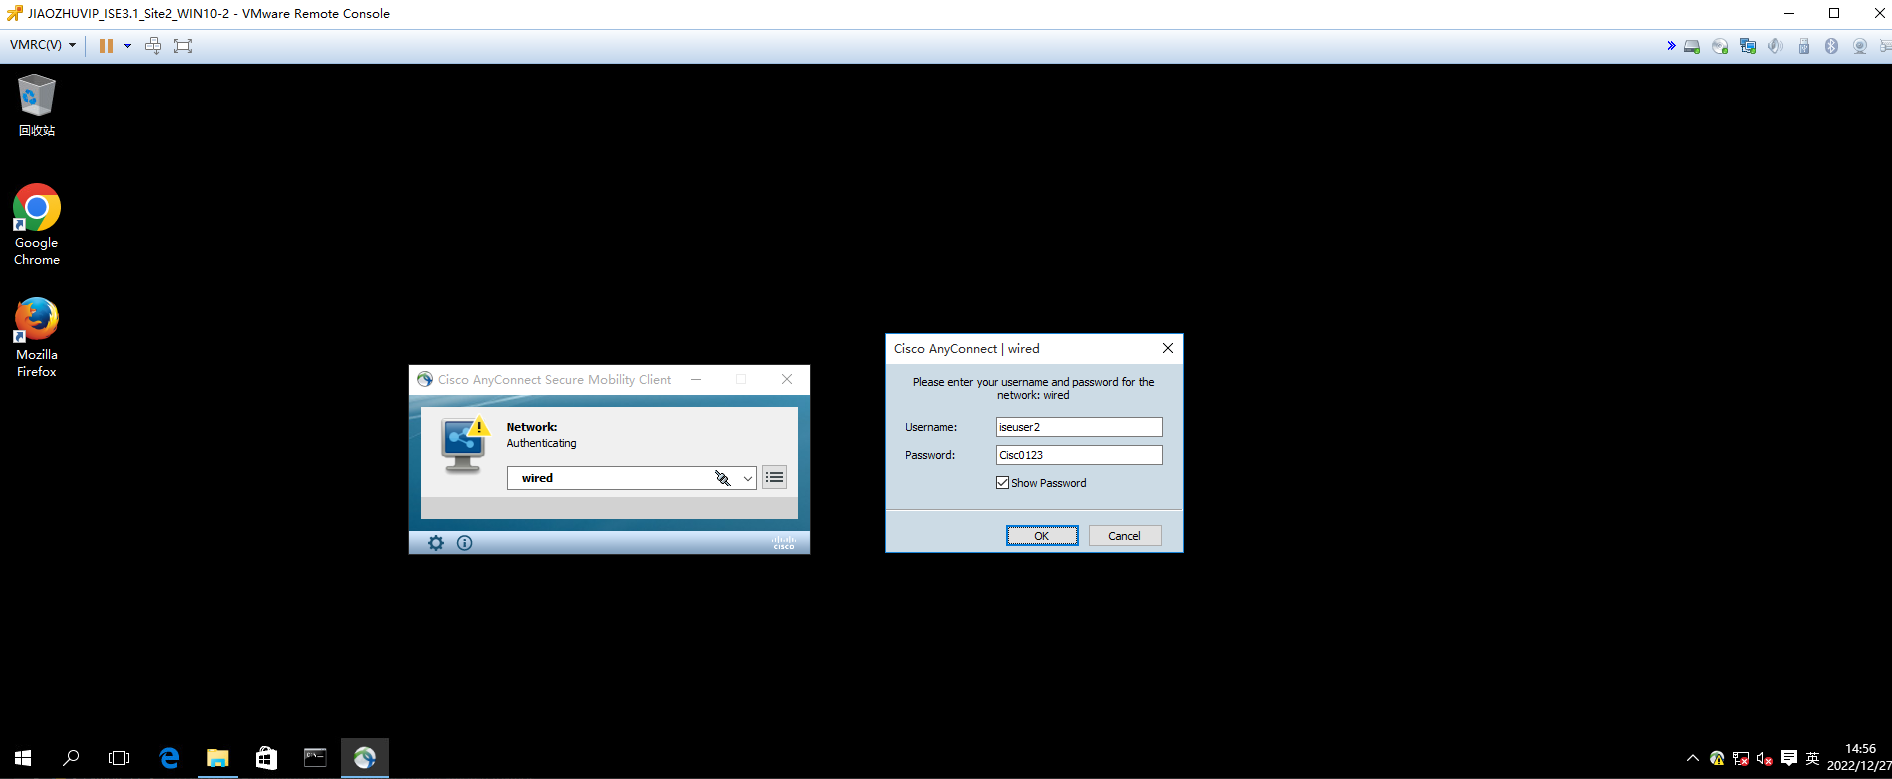 JIAOZHUVIP_ISE3.1_Site2_WIN10-2 - VMware Remote Console
VMRC(V)
回收站
Google
Chrome
Mozilla
Firefox
Cisco AnyConnect Secure Mobility Client
Network:
Authenticating
wired
cisco
Cisco AnyConnect | wired
Please enter your username and password for the
network: wired
Username:
iseuser2
Password:
Cisc0123
Show Password
OK
Cancel
英
14:56
2022/12/27